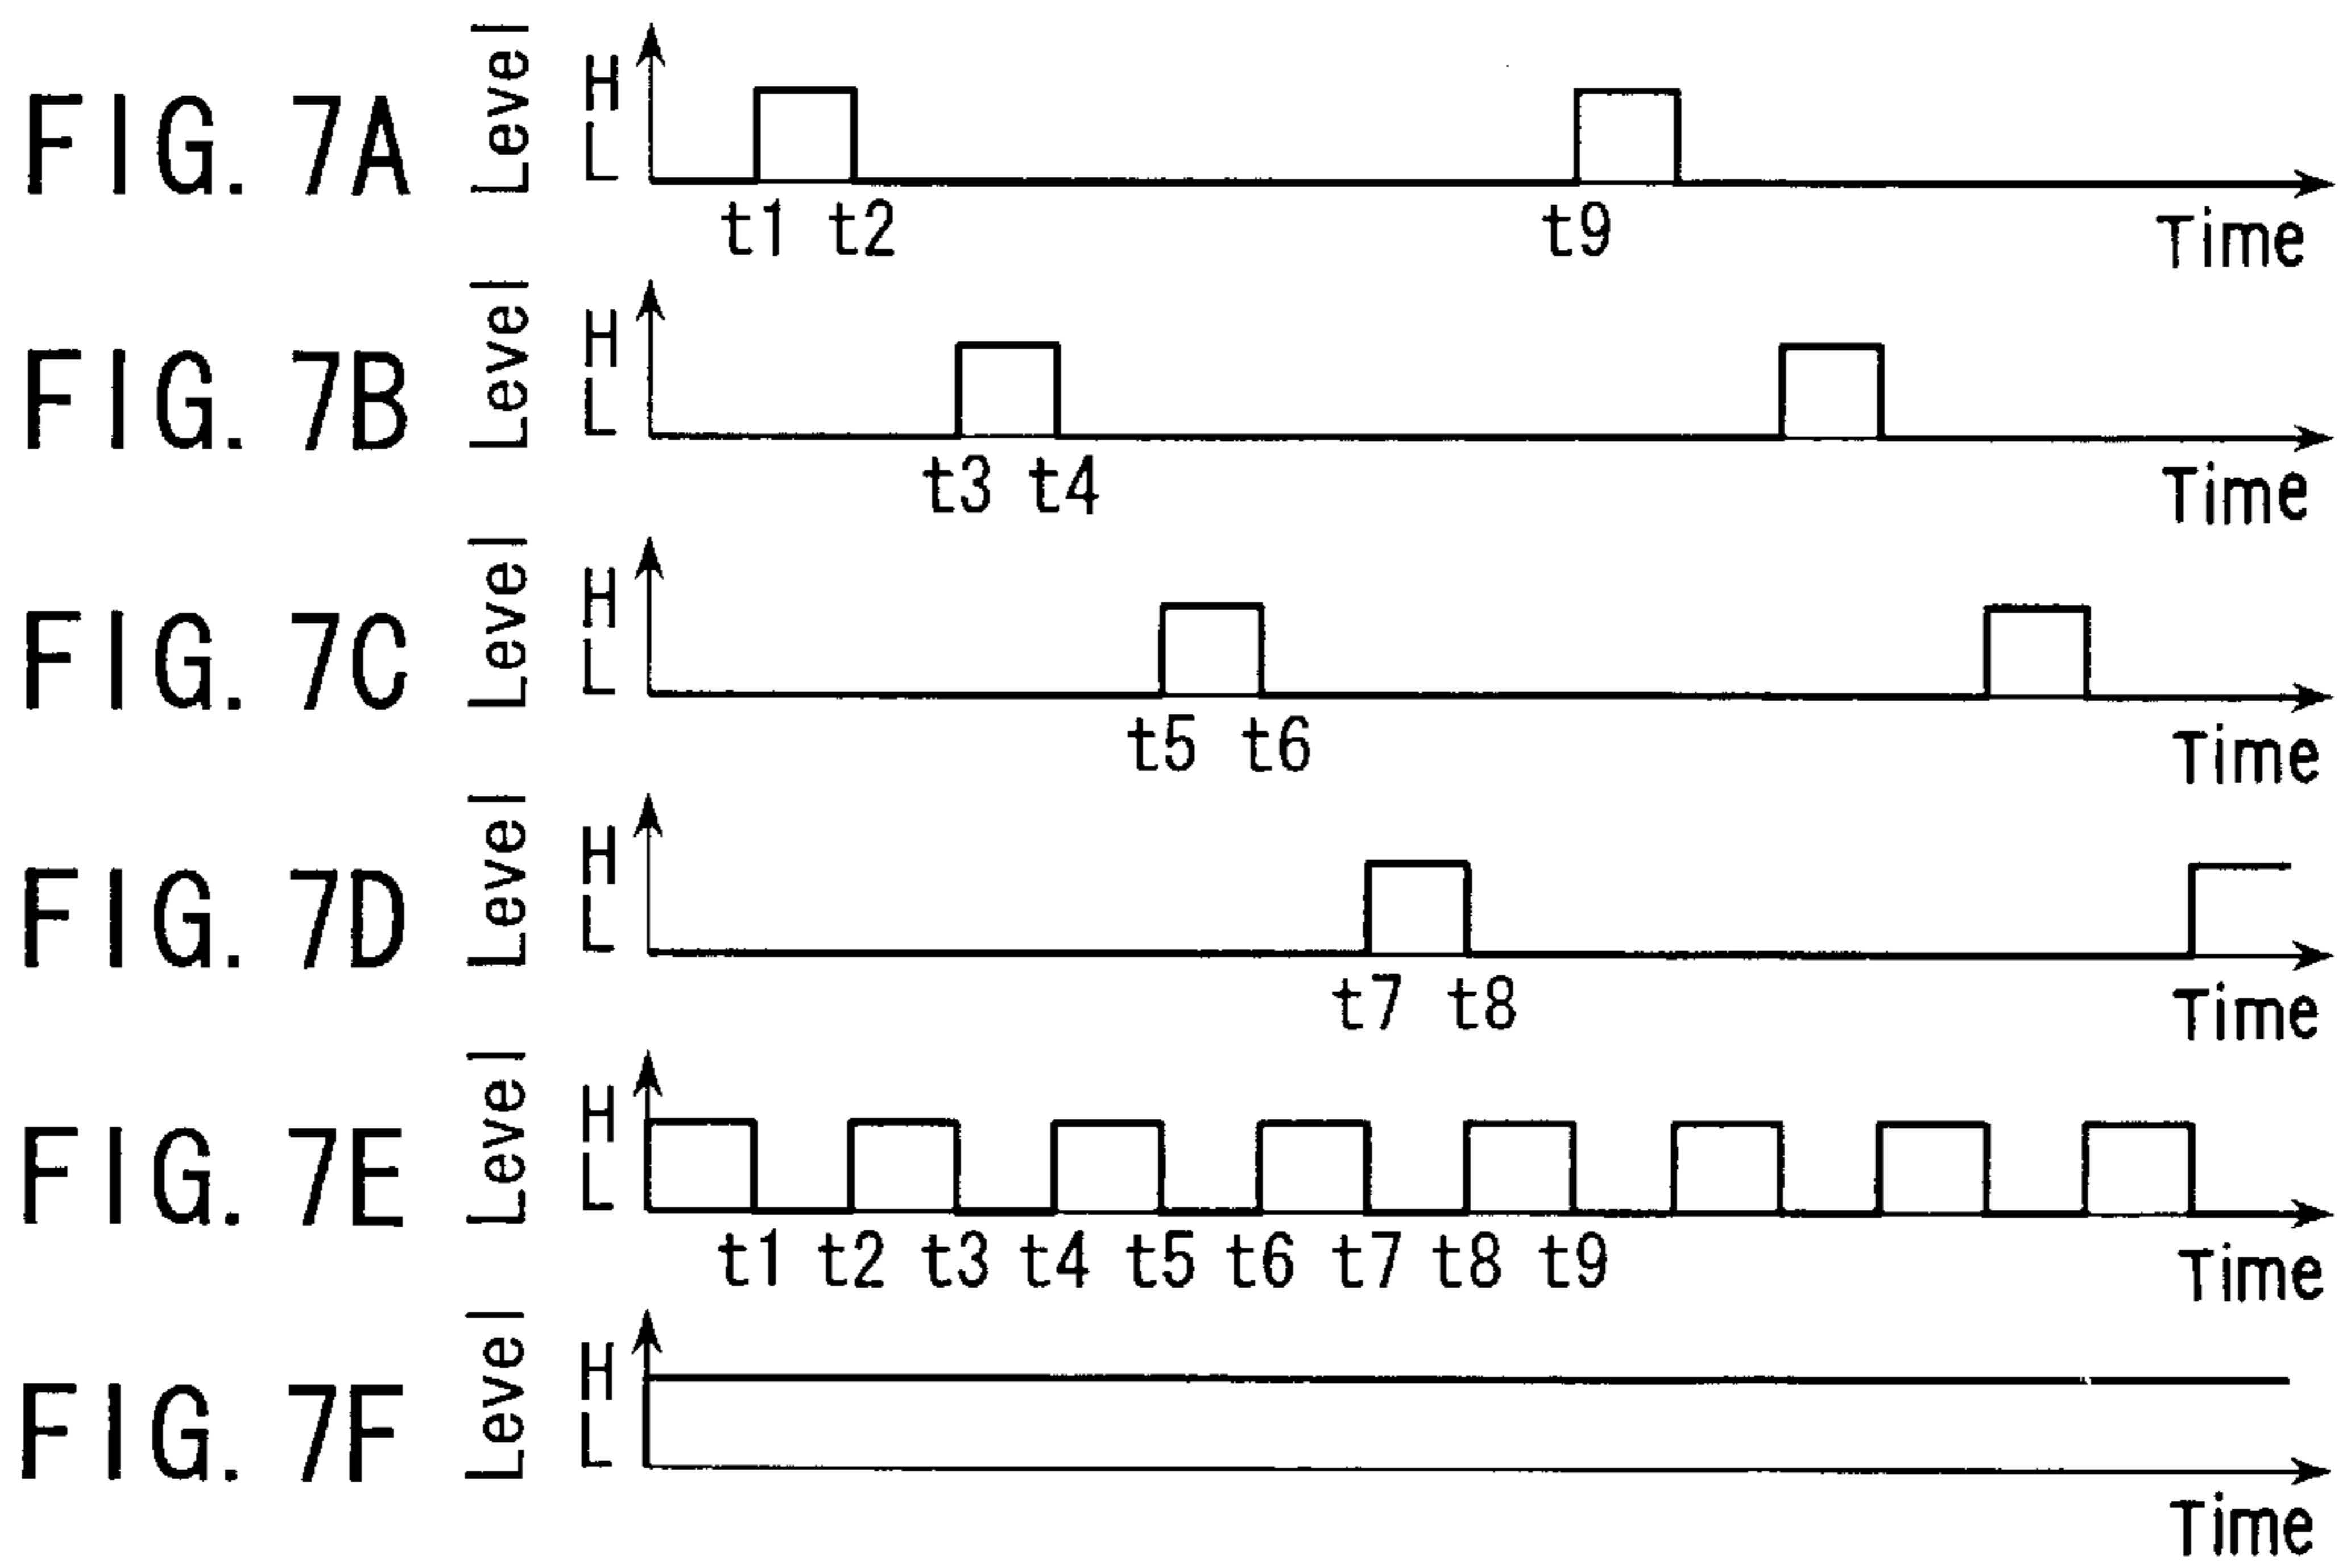 FIG. 7A Level H L
t1 t2 t9 Time
FIG. 7B Level H L
t3 t4 Time
FIG. 7C Level H L
t5 t6 Time
FIG. 7D Level H L
t7 t8 Time
FIG. 7E Level H L
t1 t2 t3 t4 t5 t6 t7 t8 t9 Time
FIG. 7F Level H L
Time